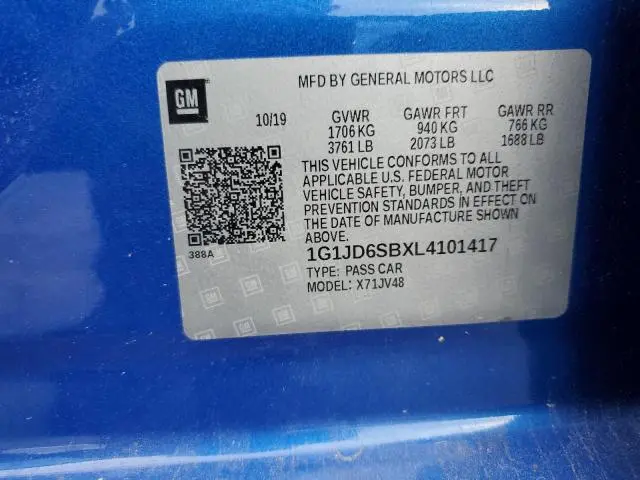 MFD BY GENERAL MOTORS LLC
GM
10/19 GVWR GAWR FRT GAWR RR
1706 KG 940 KG 766 KG
3761 LB 2073 LB 1688 LB
THIS VEHICLE CONFORMS TO ALL
APPLICABLE U.S. FEDERAL MOTOR
VEHICLE SAFETY, BUMPER, AND THEFT
PREVENTION STANDARDS IN EFFECT ON
THE DATE OF MANUFACTURE SHOWN
ABOVE.
388A
1G1JD6SBXL4101417
TYPE: PASS CAR
MODEL: X71JV48